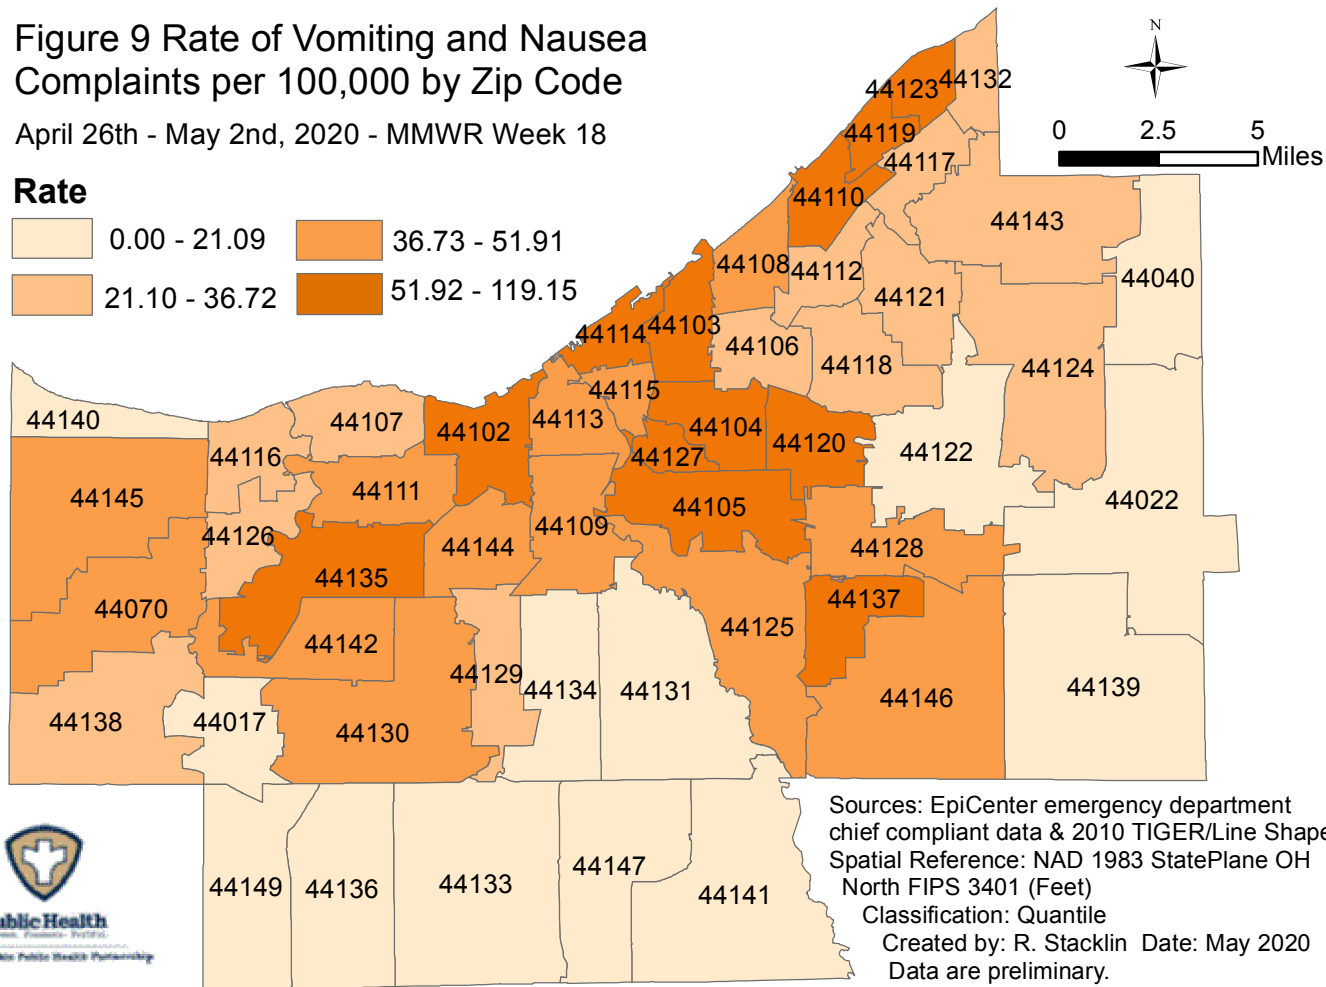 Figure 9 Rate of Vomiting and Nausea
Complaints per 100,000 by Zip Code
April 26th - May 2nd, 2020 - MMWR Week 18
Rate
0.00 - 21.09
36.73 - 51.91
21.10 - 36.72
51.92 - 119.15
N
0 2.5 5
Miles
44123
44132
44119
44117
44110
44143
44108
44112
44040
44121
44114
44103
44106
44118
44124
44115
44140
44107
44102
44113
44104
44120
44122
44116
44127
44145
44111
44022
44105
44126
44109
44144
44128
44135
44137
44070
44125
44142
44129
44134
44131
44139
44146
44138
44017
44130
44149
44136
44133
44147
44141
Sources: EpiCenter emergency department
chief compliant data & 2010 TIGER/Line Shape
Spatial Reference: NAD 1983 StatePlane OH
North FIPS 3401 (Feet)
Classification: Quantile
Created by: R. Stacklin Date: May 2020
Data are preliminary.
Public Health
Public Health Partnership